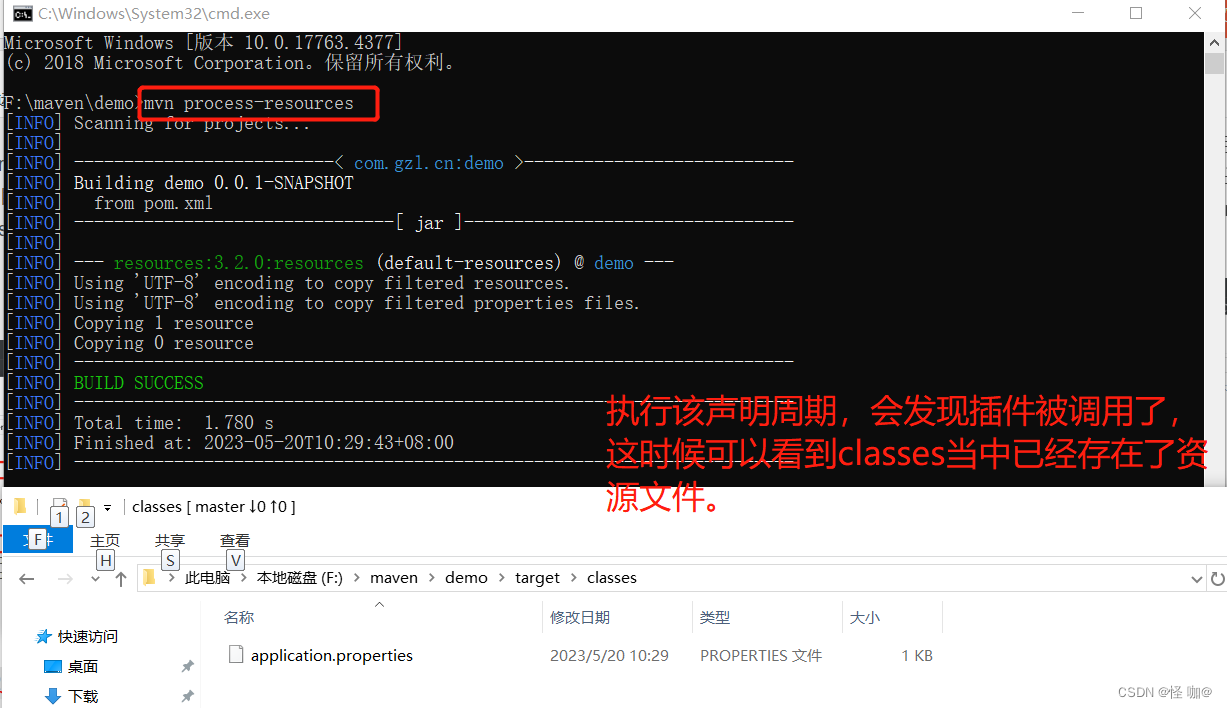 C:\Windows\System32\cmd.exe
Microsoft Windows [版本 10.0.17763.4377]
(c) 2018 Microsoft Corporation。保留所有权利。
F:\maven\demo>mvn process-resources
[INFO] Scanning for projects...
[INFO]
[INFO] --------------------------< com.gzl.cn:demo >---------------------------
[INFO] Building demo 0.0.1-SNAPSHOT
[INFO]   from pom.xml
[INFO] --------------------------------[ jar ]---------------------------------
[INFO]
[INFO] --- resources:3.2.0:resources (default-resources) @ demo ---
[INFO] Using 'UTF-8' encoding to copy filtered resources.
[INFO] Using 'UTF-8' encoding to copy filtered properties files.
[INFO] Copying 1 resource
[INFO] Copying 0 resource
[INFO] ------------------------------------------------------------------------
[INFO] BUILD SUCCESS
[INFO] ------------------------------------------------------------------------
[INFO] Total time:  1.780 s
[INFO] Finished at: 2023-05-20T10:29:43+08:00
[INFO] ------------------------------------------------------------------------
执行该声明周期，会发现插件被调用了，
这时候可以看到classes当中已经存在了资
源文件。
1 2 classes [ master ↓0 ↑0 ]
F 主页 共享 查看
H S V
此电脑 > 本地磁盘 (F:) > maven > demo > target > classes
名称 修改日期 类型 大小
快速访问
application.properties 2023/5/20 10:29 PROPERTIES 文件 1 KB
桌面
下载
CSDN @怪 咖@